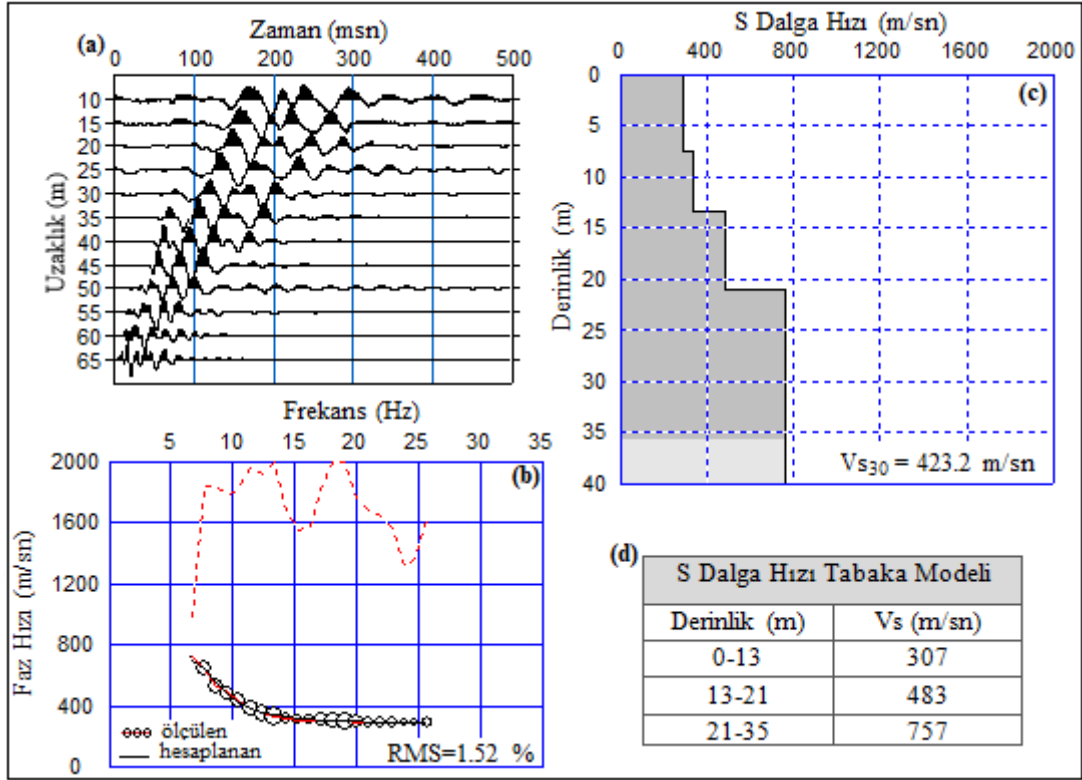 (a)
Zaman (msn)
0 100 200 300 400 500
Uzaklık (m)
10
15
20
25
30
35
40
45
50
55
60
65
Frekans (Hz)
5 10 15 20 25 30 35
(b)
Faz Hızı (m/sn)
2000
1600
1200
800
400
0
ölçülen
hesaplanan
RMS=1.52 %
S Dalga Hızı (m/sn)
0 400 800 1200 1600 2000
(c)
Derinlik (m)
0
5
10
15
20
25
30
35
40
Vs30 = 423.2 m/sn
(d)
S Dalga Hızı Tabaka Modeli
Derinlik (m) Vs (m/sn)
0-13 307
13-21 483
21-35 757